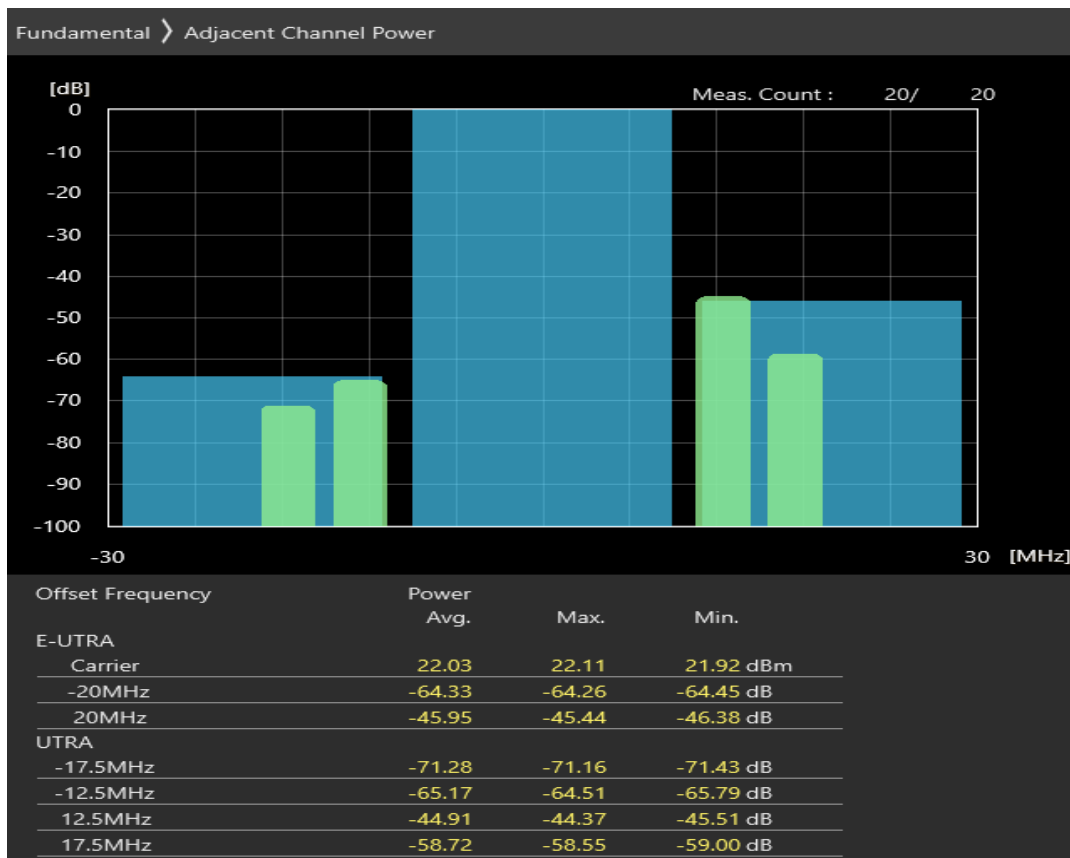 Fundamental 〉 Adjacent Channel Power
[dB]
Meas. Count : 20/ 20
0
-10
-20
-30
-40
-50
-60
-70
-80
-90
-100
-30 30 [MHz]
Offset Frequency Power
Avg. Max. Min.
E-UTRA
Carrier 22.03 22.11 21.92 dBm
-20MHz -64.33 -64.26 -64.45 dB
20MHz -45.95 -45.44 -46.38 dB
UTRA
-17.5MHz -71.28 -71.16 -71.43 dB
-12.5MHz -65.17 -64.51 -65.79 dB
12.5MHz -44.91 -44.37 -45.51 dB
17.5MHz -58.72 -58.55 -59.00 dB